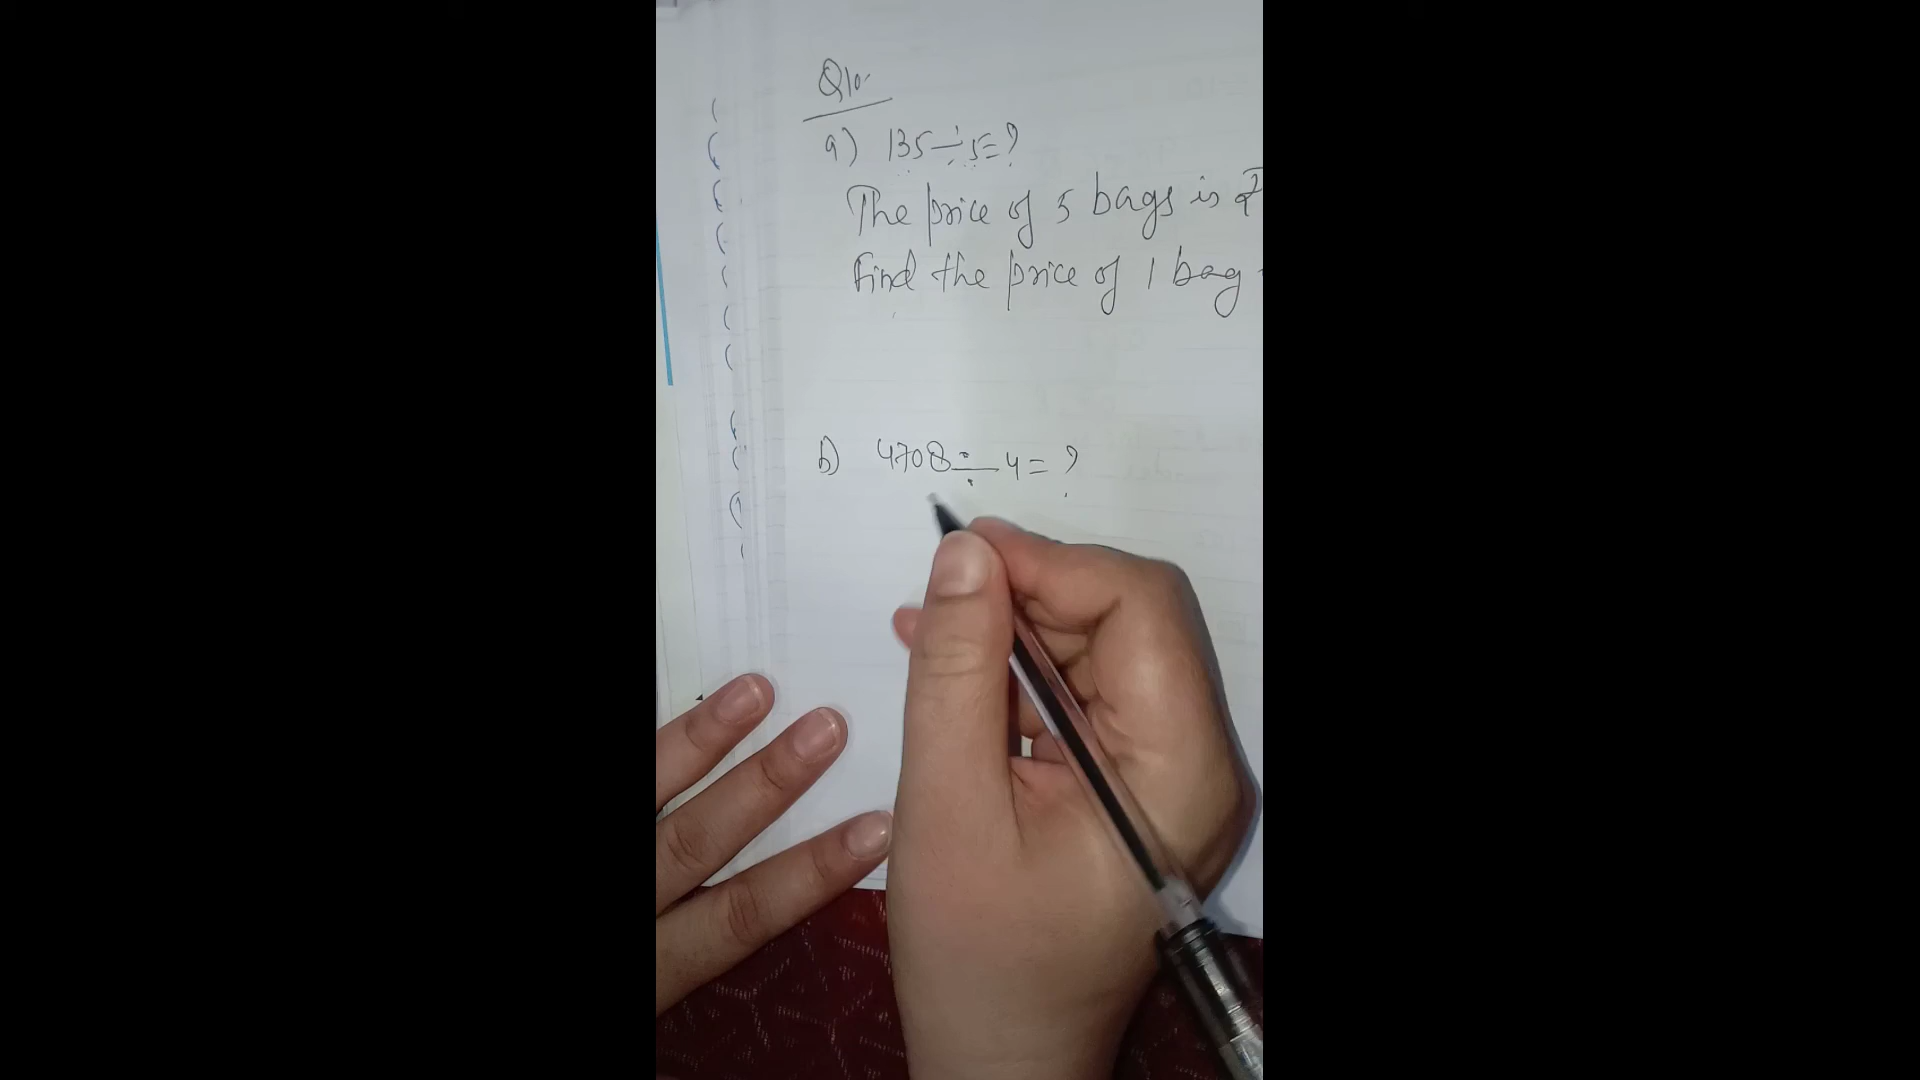 Q10.
a) 135÷5=?
The price of 5 bags is ₹
Find the price of 1 bag
b) 4708÷4=?